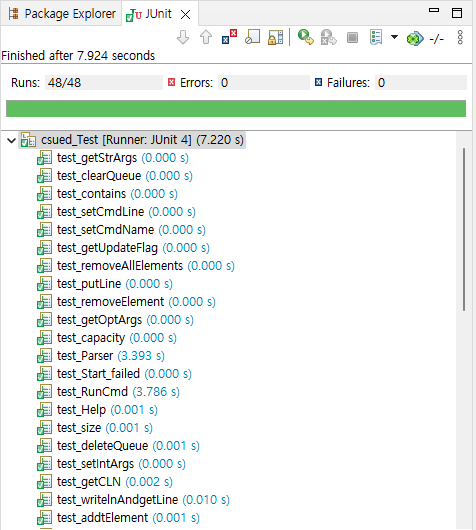 Package Explorer JUnit
-/--
Finished after 7.924 seconds
Runs: 48/48 Errors: 0 Failures: 0
csued_Test [Runner: JUnit 4] (7.220 s)
test_getStrArgs (0.000 s)
test_clearQueue (0.000 s)
test_contains (0.000 s)
test_setCmdLine (0.000 s)
test_setCmdName (0.000 s)
test_getUpdateFlag (0.000 s)
test_removeAllElements (0.000 s)
test_putLine (0.000 s)
test_removeElement (0.000 s)
test_getOptArgs (0.000 s)
test_capacity (0.000 s)
test_Parser (3.393 s)
test_Start_failed (0.000 s)
test_RunCmd (3.786 s)
test_Help (0.001 s)
test_size (0.001 s)
test_deleteQueue (0.001 s)
test_setIntArgs (0.000 s)
test_getCLN (0.002 s)
test_writelnAndgetLine (0.010 s)
test_addtElement (0.001 s)